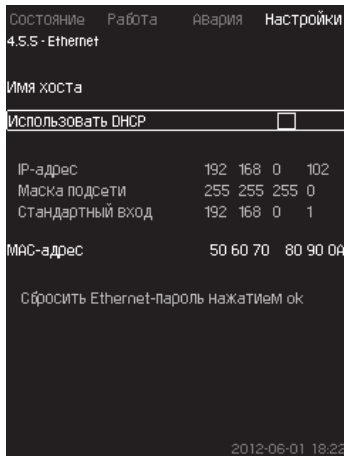 Состояние Работа Авария Настройки
4.5.5 - Ethernet
Имя хоста
Использовать DHCP
IP-адрес 192 168 0 102
Маска подсети 255 255 255 0
Стандартный вход 192 168 0 1
MAC-адрес 50 60 70 80 90 0A
Сбросить Ethernet-пароль нажатием ok
2012-06-01 18:22